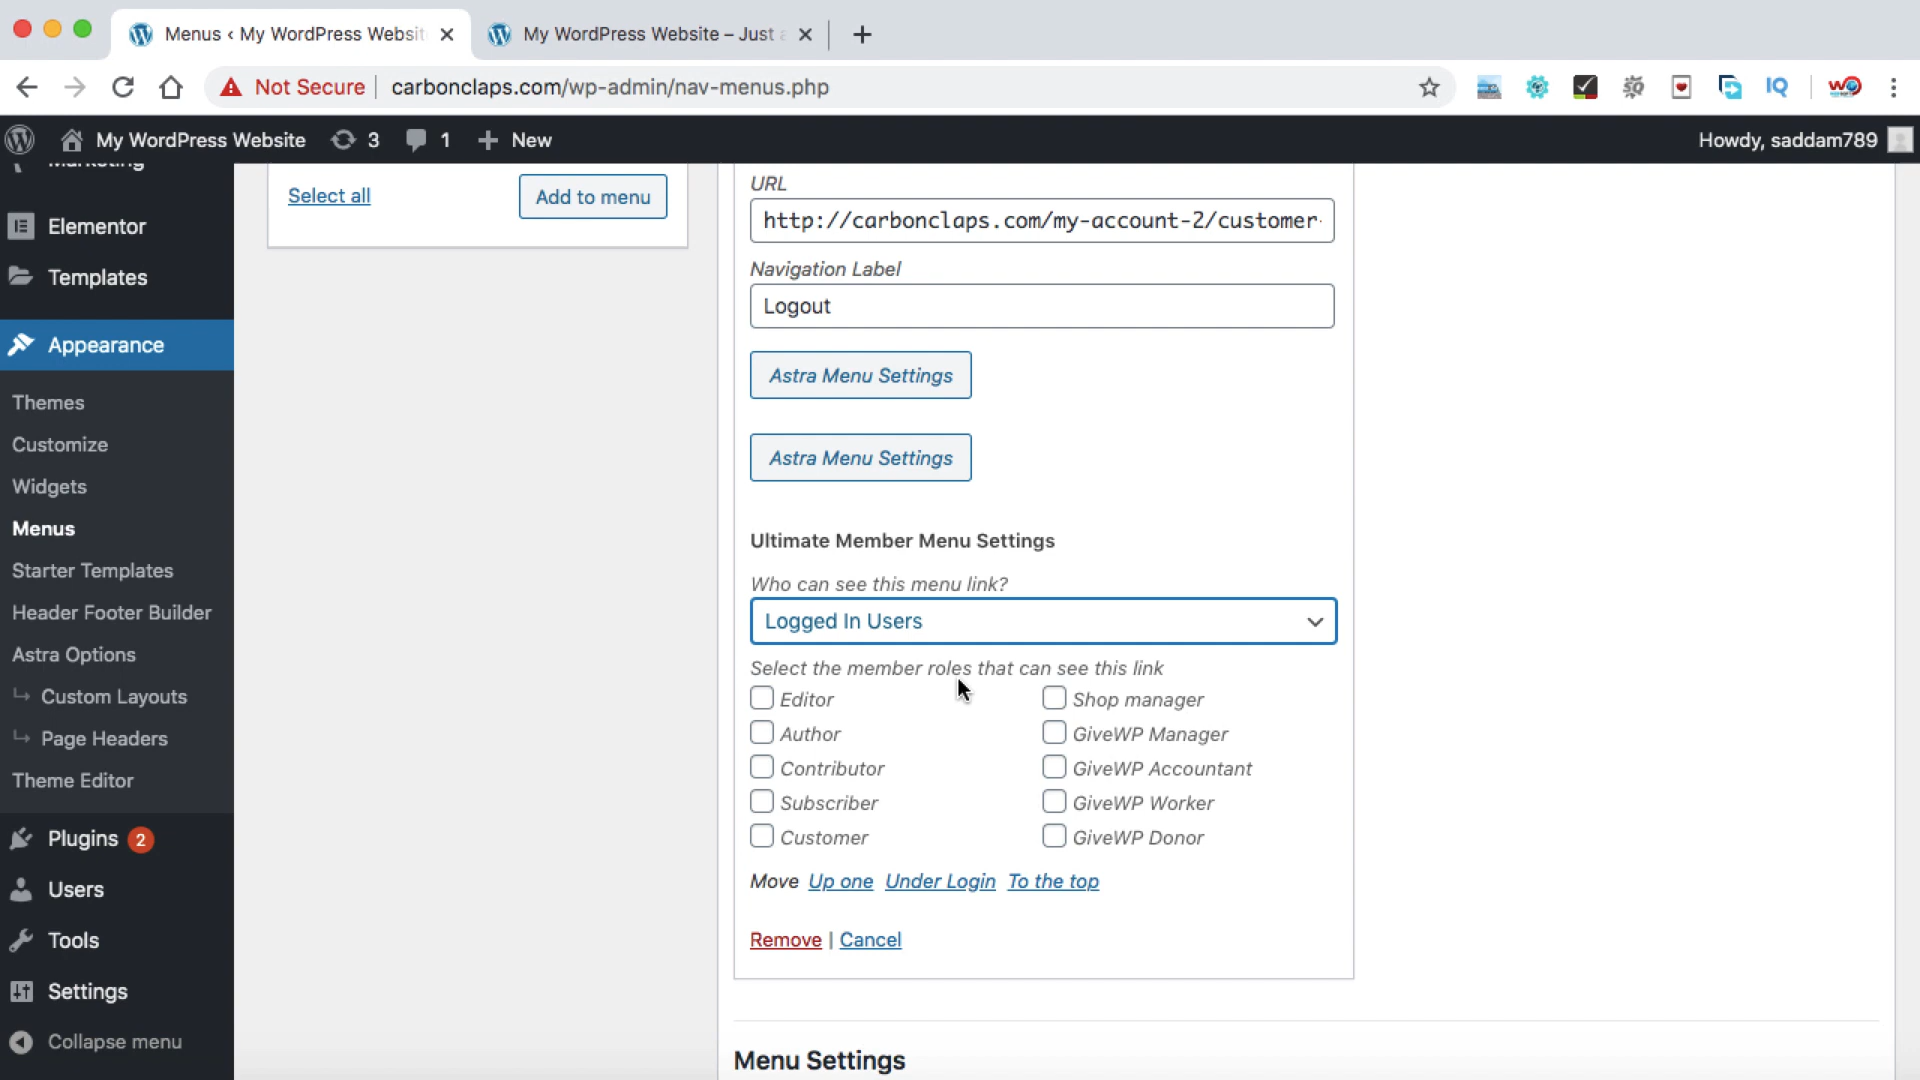 Menus ‹ My WordPress Websit
My WordPress Website – Just a
Not Secure
carbonclaps.com/wp-admin/nav-menus.php
IQ
My WordPress Website
3
1
New
Howdy, saddam789
Marketing
Elementor
Templates
Appearance
Themes
Customize
Widgets
Menus
Starter Templates
Header Footer Builder
Astra Options
Custom Layouts
Page Headers
Theme Editor
Plugins 2
Users
Tools
Settings
Collapse menu
Select all
Add to menu
URL
http://carbonclaps.com/my-account-2/customer-
Navigation Label
Logout
Astra Menu Settings
Astra Menu Settings
Ultimate Member Menu Settings
Who can see this menu link?
Logged In Users
Select the member roles that can see this link
Editor
Shop manager
Author
GiveWP Manager
Contributor
GiveWP Accountant
Subscriber
GiveWP Worker
Customer
GiveWP Donor
Move Up one Under Login To the top
Remove | Cancel
Menu Settings